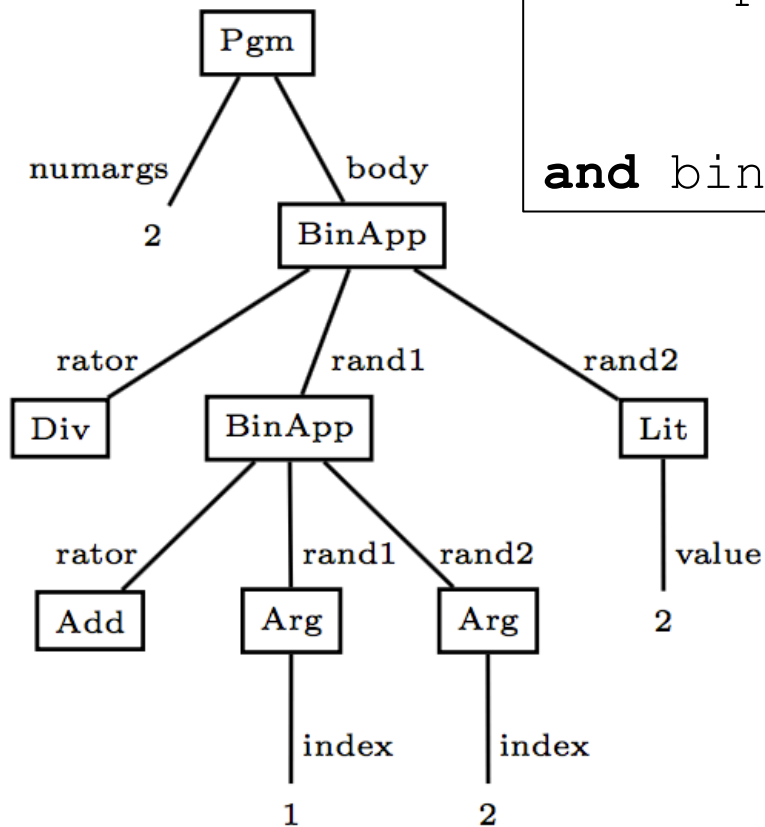 Pgm
numargs body
and bin
2 BinApp
rator rand1 rand2
Div BinApp Lit
rator rand1 rand2 value
Add Arg Arg 2
index index
1 2